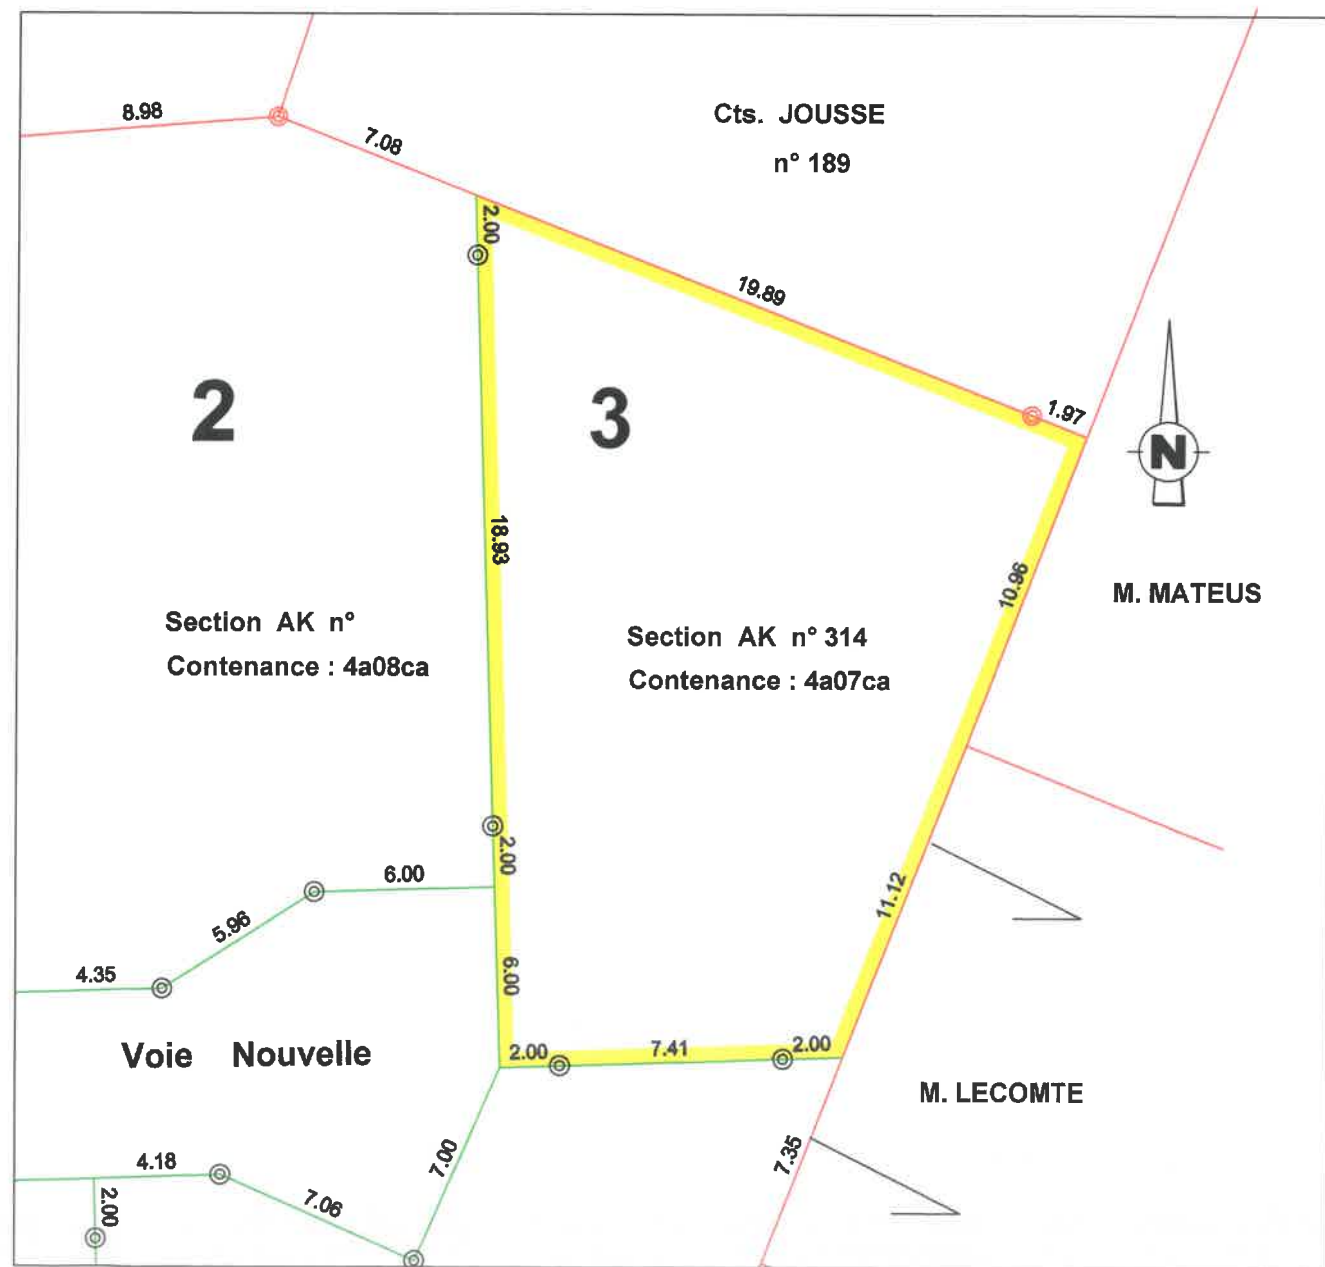 8.98
7.08
Cts. JOUSSE
n° 189
2.00
19.89
1.97
2
3
N
18.93
10.96
M. MATEUS
Section AK n°
Contenance : 4a08ca
Section AK n° 314
Contenance : 4a07ca
2.00
6.00
11.12
5.96
4.35
6.00
Voie Nouvelle
2.00
7.41
2.00
M. LECOMTE
7.00
7.35
4.18
2.00
7.06